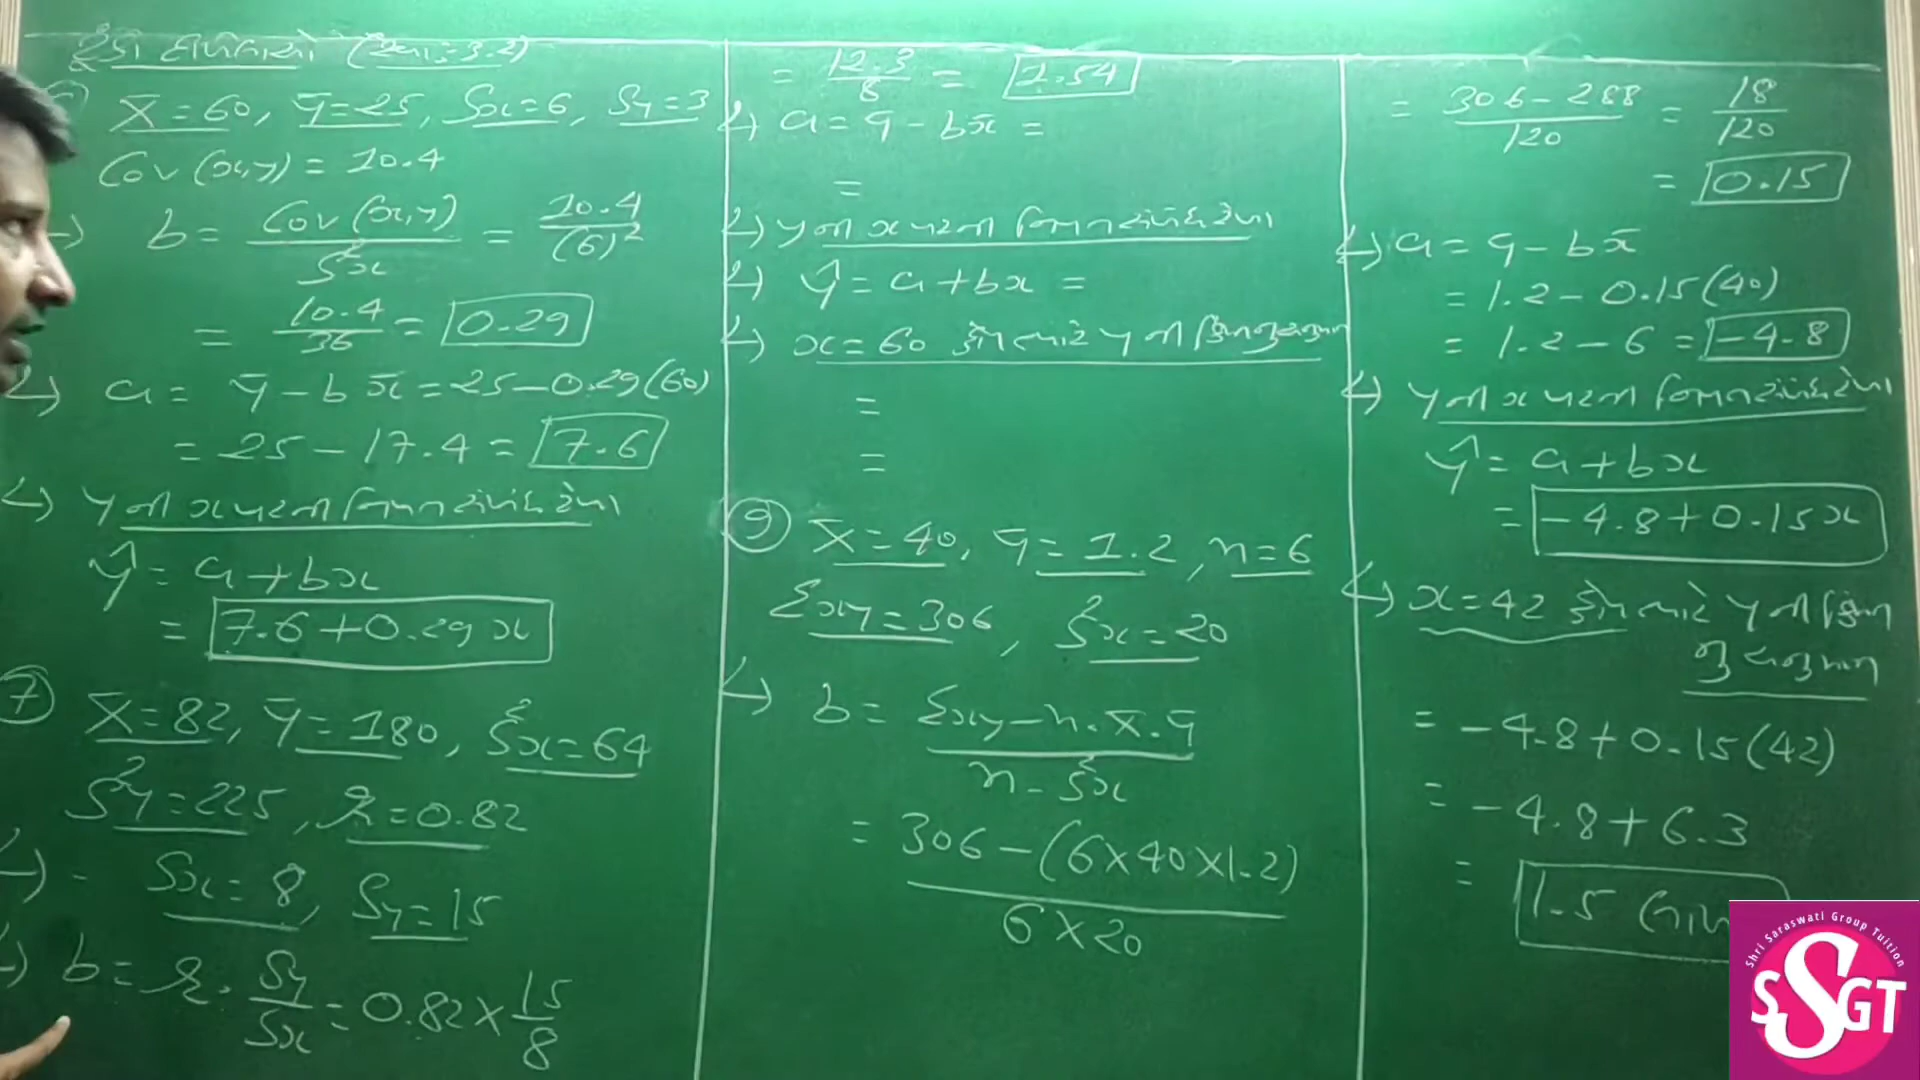 ટૂંકા દાખલાઓ (સ્વા. 3.2)
x̄=60, ȳ=25, Sx=6, Sy=3
Cov(x,y) = 10.4
→ b = Cov(x,y)/S²x = 10.4/(6)²
= 10.4/36 = 0.29
→ a = ȳ - b x̄ = 25-0.29(60)
= 25 - 17.4 = 7.6
→ y ની x પરની નિયતસંબંધ રેખા
ŷ = a + bx
= 7.6+0.29x
⑦ x̄=82, ȳ=180, S²x=64
S²y=225, r=0.82
→ Sx=8, Sy=15
→ b = r. Sy/Sx = 0.82 × 15/8
= 12.3/8 = 1.54
→ a = ȳ - bx̄ =
=
→ y ની x પરની નિયતસંબંધ રેખા
→ ŷ = a + bx =
→ x=60 હોય ત્યારે y ની કિંમતનું અનુમાન
=
=
⑨ x̄=40, ȳ=1.2, n=6
Σxy=306, S²x=20
→ b = Σxy-n.x̄.ȳ / n-S²x
= 306-(6×40×1.2) / 6×20
= 306-288/120 = 18/120
= 0.15
→ a = ȳ - bx̄
= 1.2 - 0.15(40)
= 1.2 - 6 = -4.8
→ y ની x પરની નિયતસંબંધ રેખા
ŷ = a + bx
= -4.8+0.15x
→ x=42 હોય ત્યારે y ની કિંમત
નું અનુમાન
= -4.8+0.15(42)
= -4.8+6.3
= 1.5
Shri Saraswati Group Tuition
SSGT